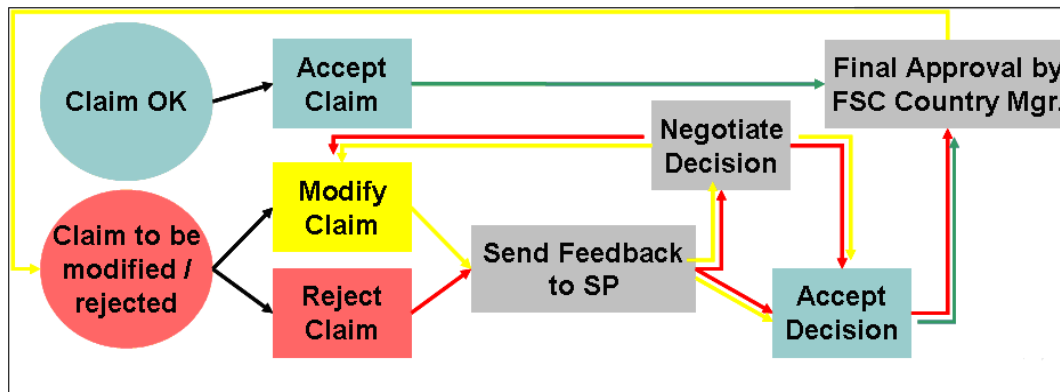 Claim OK
Accept
Claim
Final Approval by
FSC Country Mgr.
Negotiate
Decision
Claim to be
modified /
rejected
Modify
Claim
Reject
Claim
Send Feedback
to SP
Accept
Decision